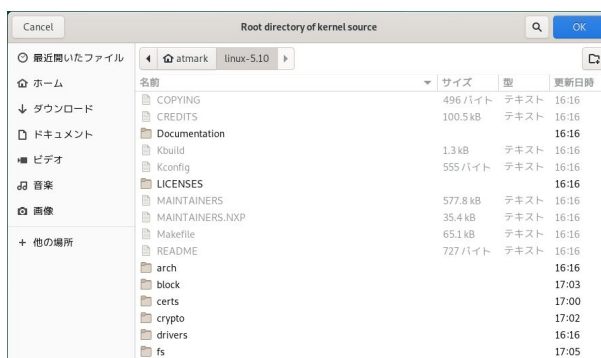 Cancel Root directory of kernel source OK
最近開いたファイル
ホーム
ダウンロード
ドキュメント
ビデオ
音楽
画像
他の場所
atmark linux-5.10
名前 サイズ 型 更新日時
COPYING 496 バイト テキスト 16:16
CREDITS 100.5 kB テキスト 16:16
Documentation 16:16
Kbuild 1.3 kB テキスト 16:16
Kconfig 555 バイト テキスト 16:16
LICENSES 16:16
MAINTAINERS 577.8 kB テキスト 16:16
MAINTAINERS.NXP 35.4 kB テキスト 16:16
Makefile 65.1 kB テキスト 16:16
README 727 バイト テキスト 16:16
arch 16:16
block 17:03
certs 17:00
crypto 17:02
drivers 16:16
fs 17:05